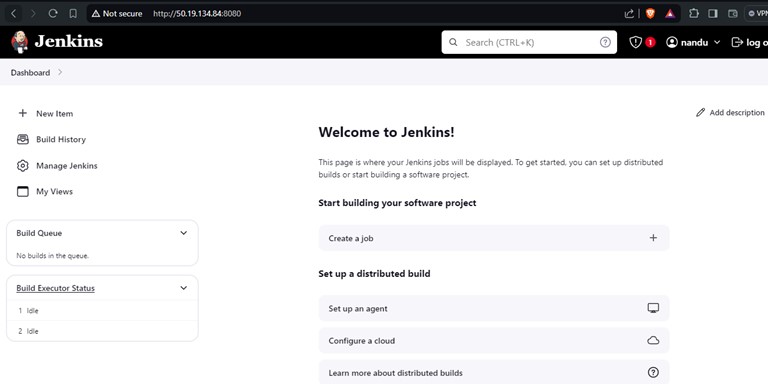 Not secure http://50.19.134.84:8080
VPN
Jenkins
Search (CTRL+K)
1
nandu
log o
Dashboard
New Item
Build History
Manage Jenkins
My Views
Build Queue
No builds in the queue.
Build Executor Status
1 Idle
2 Idle
Add description
Welcome to Jenkins!
This page is where your Jenkins jobs will be displayed. To get started, you can set up distributed
builds or start building a software project.
Start building your software project
Create a job
Set up a distributed build
Set up an agent
Configure a cloud
Learn more about distributed builds